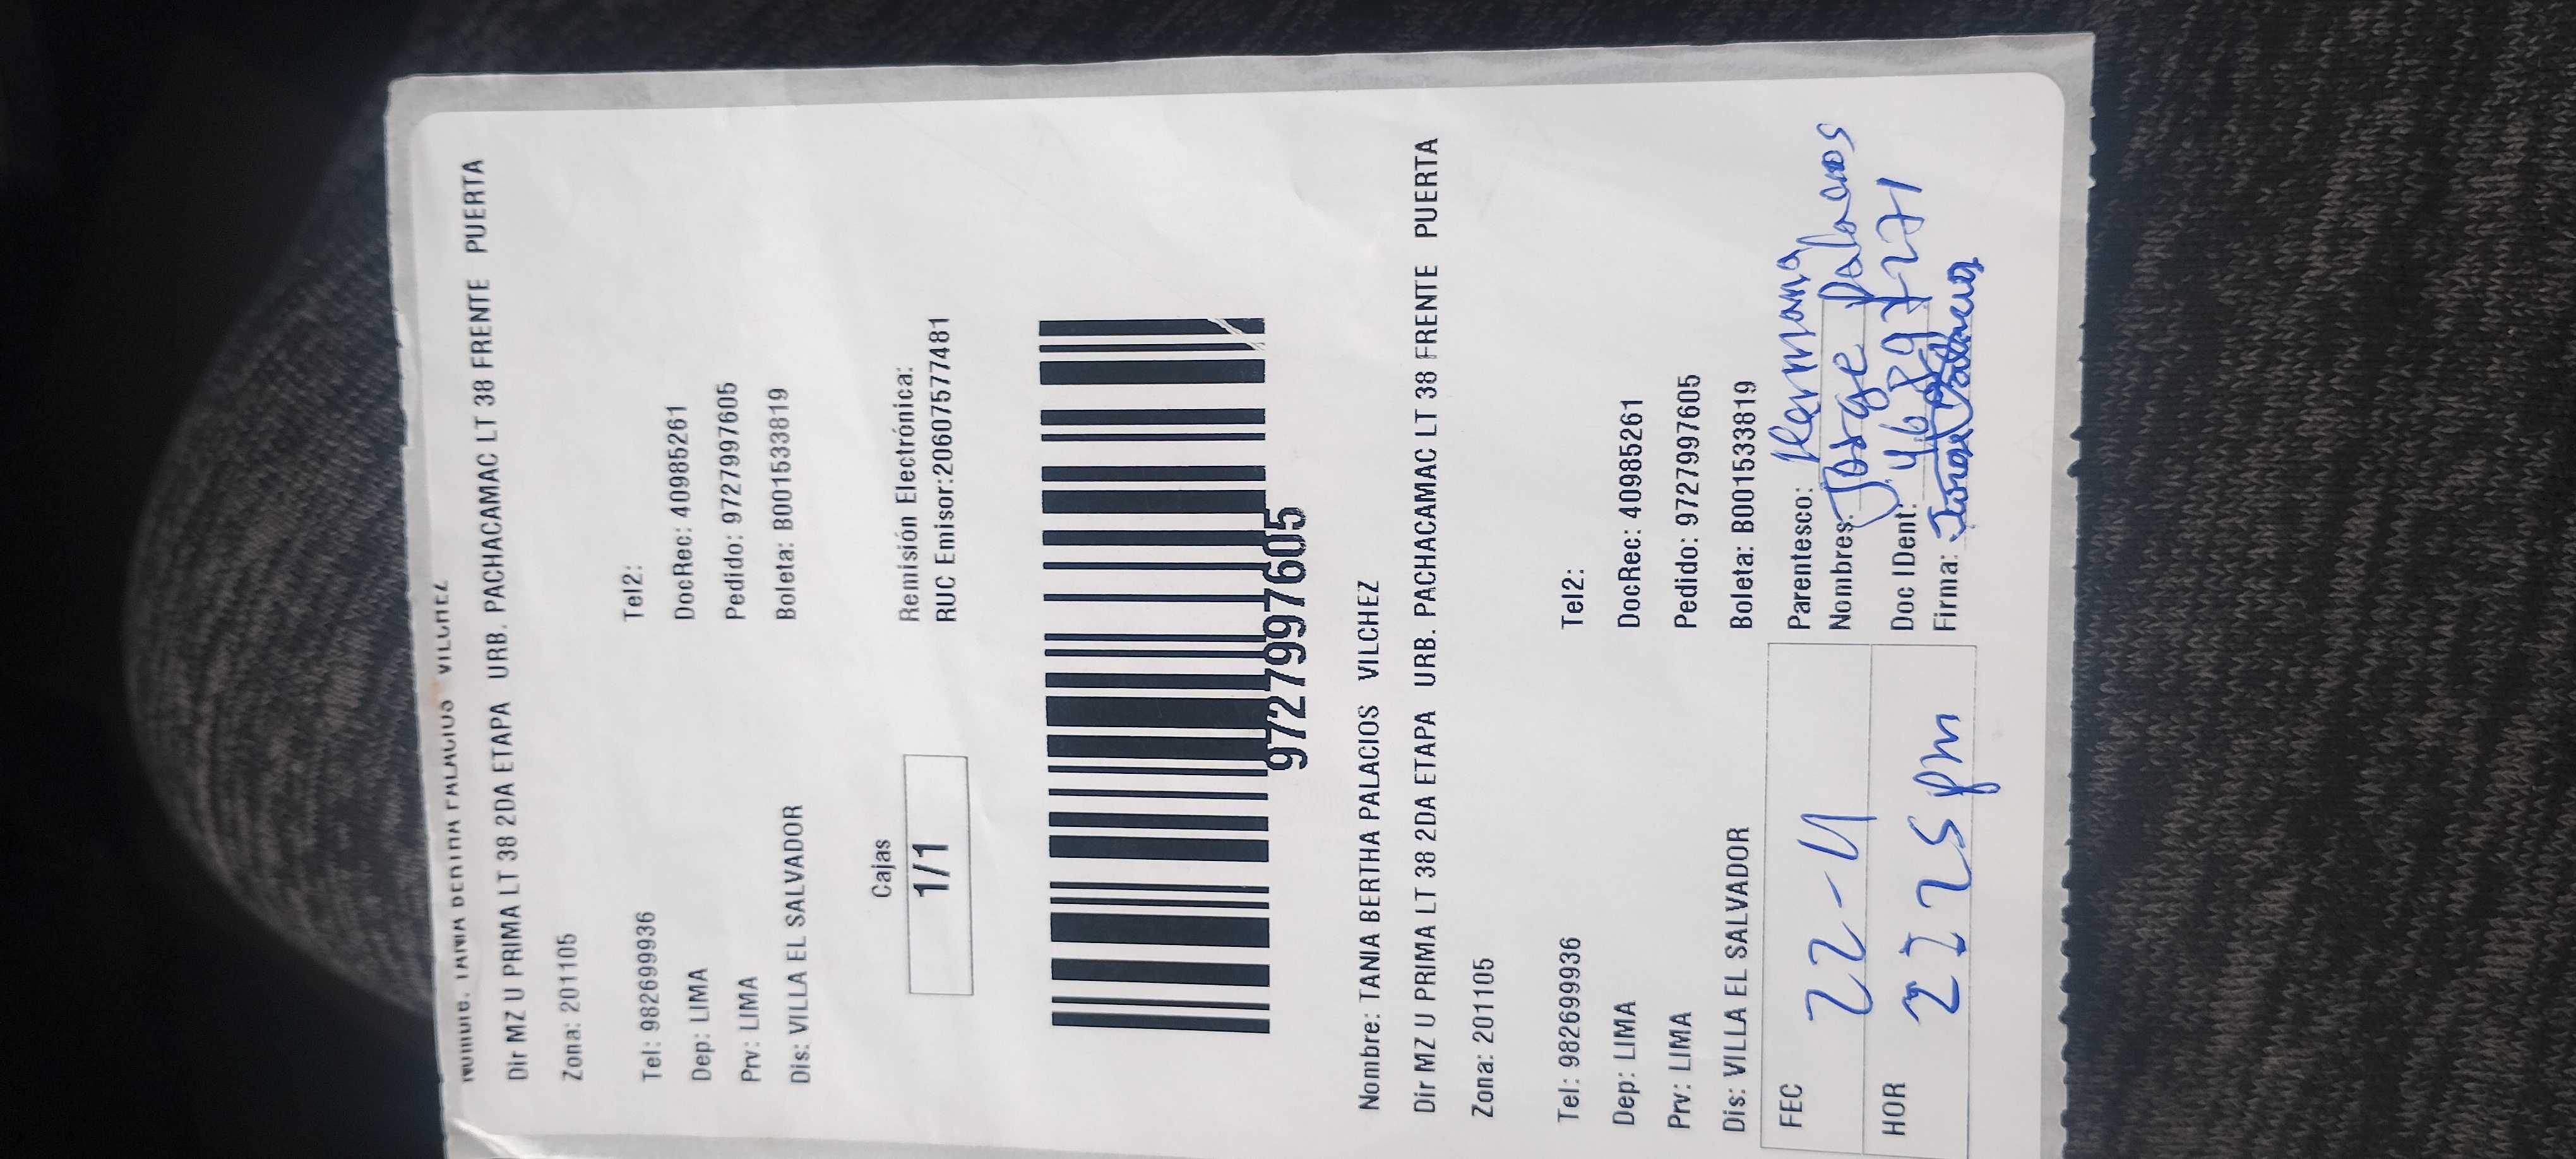 Dir MZ U PRIMA LT 38 2DA ETAPA URB. PACHACAMAC LT 38 FRENTE PUERTA
Zona: 201105
Tel: 982699936 Tel2:
Dep: LIMA DocRec: 40985261
Prv: LIMA Pedido: 9727997605
Dis: VILLA EL SALVADOR Boleta: B001533819
Cajas Remisión Electrónica:
1/1 RUC Emisor:20607577481
9727997605
Nombre: TANIA BERTHA PALACIOS VILCHEZ
Dir MZ U PRIMA LT 38 2DA ETAPA URB. PACHACAMAC LT 38 FRENTE PUERTA
Zona: 201105
Tel: 982699936 Tel2:
Dep: LIMA DocRec: 40985261
Prv: LIMA Pedido: 9727997605
Dis: VILLA EL SALVADOR Boleta: B001533819
FEC 22-11 Parentesco: Hermana
Nombres: Jorge Palacios
HOR pm Doc IDent:
Firma: